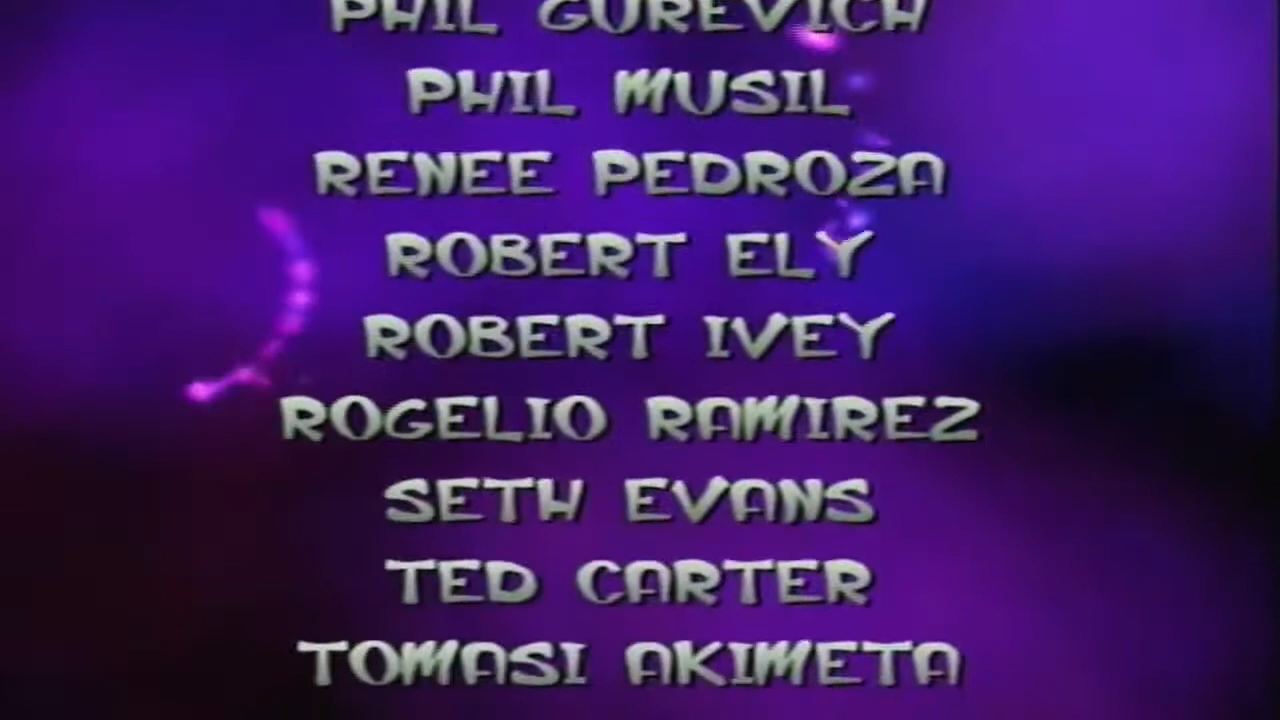 PHIL GUREVICH
PHIL MUSIL
RENEE PEDROZA
ROBERT ELY
ROBERT IVEY
ROGELIO RAMIREZ
SETH EVANS
TED CARTER
TOMASI AKIMETA